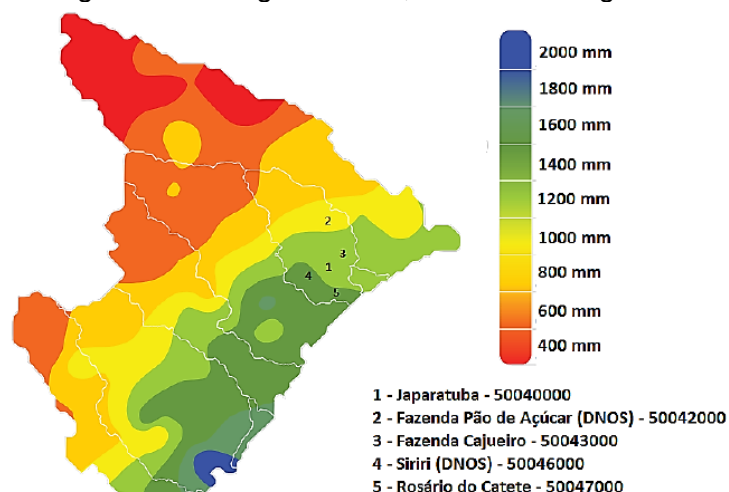 2000 mm
1800 mm
1600 mm
1400 mm
1200 mm
1000 mm
800 mm
600 mm
400 mm
2
3
1
4
5
1 - Japaratuba - 50040000
2 - Fazenda Pão de Açúcar (DNOS) - 50042000
3 - Fazenda Cajueiro - 50043000
4 - Siriri (DNOS) - 50046000
5 - Rosário do Catete - 50047000